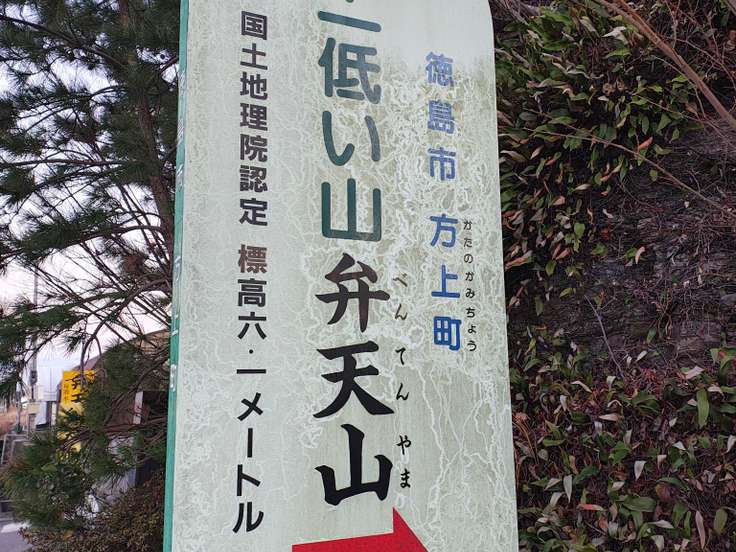 徳島市 方上町
かたのかみちょう
低い山弁天山
べんてんやま
国土地理院認定 標高六・一メートル